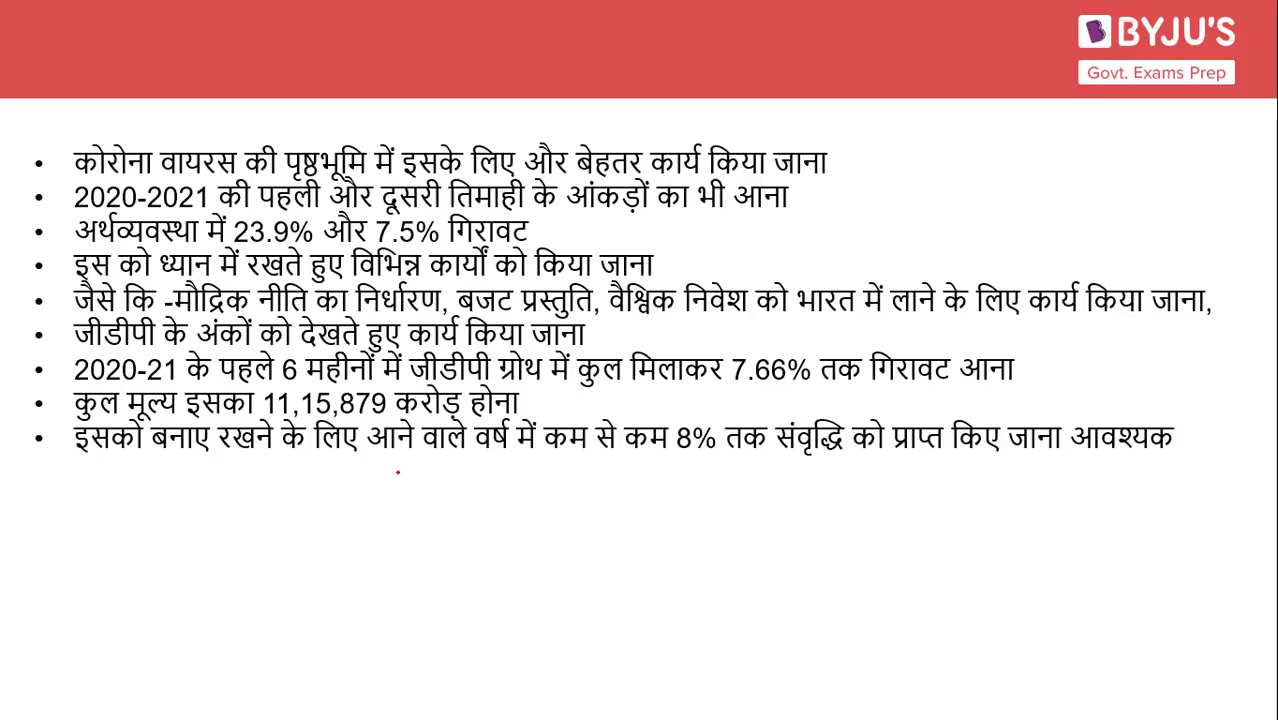 BYJU'S
Govt. Exams Prep
• कोरोना वायरस की पृष्ठभूमि में इसके लिए और बेहतर कार्य किया जाना
• 2020-2021 की पहली और दूसरी तिमाही के आंकड़ों का भी आना
• अर्थव्यवस्था में 23.9% और 7.5% गिरावट
• इस को ध्यान में रखते हुए विभिन्न कार्यों को किया जाना
• जैसे कि -मौद्रिक नीति का निर्धारण, बजट प्रस्तुति, वैश्विक निवेश को भारत में लाने के लिए कार्य किया जाना,
• जीडीपी के अंकों को देखते हुए कार्य किया जाना
• 2020-21 के पहले 6 महीनों में जीडीपी ग्रोथ में कुल मिलाकर 7.66% तक गिरावट आना
• कुल मूल्य इसका 11,15,879 करोड़ होना
• इसको बनाए रखने के लिए आने वाले वर्ष में कम से कम 8% तक संवृद्धि को प्राप्त किए जाना आवश्यक